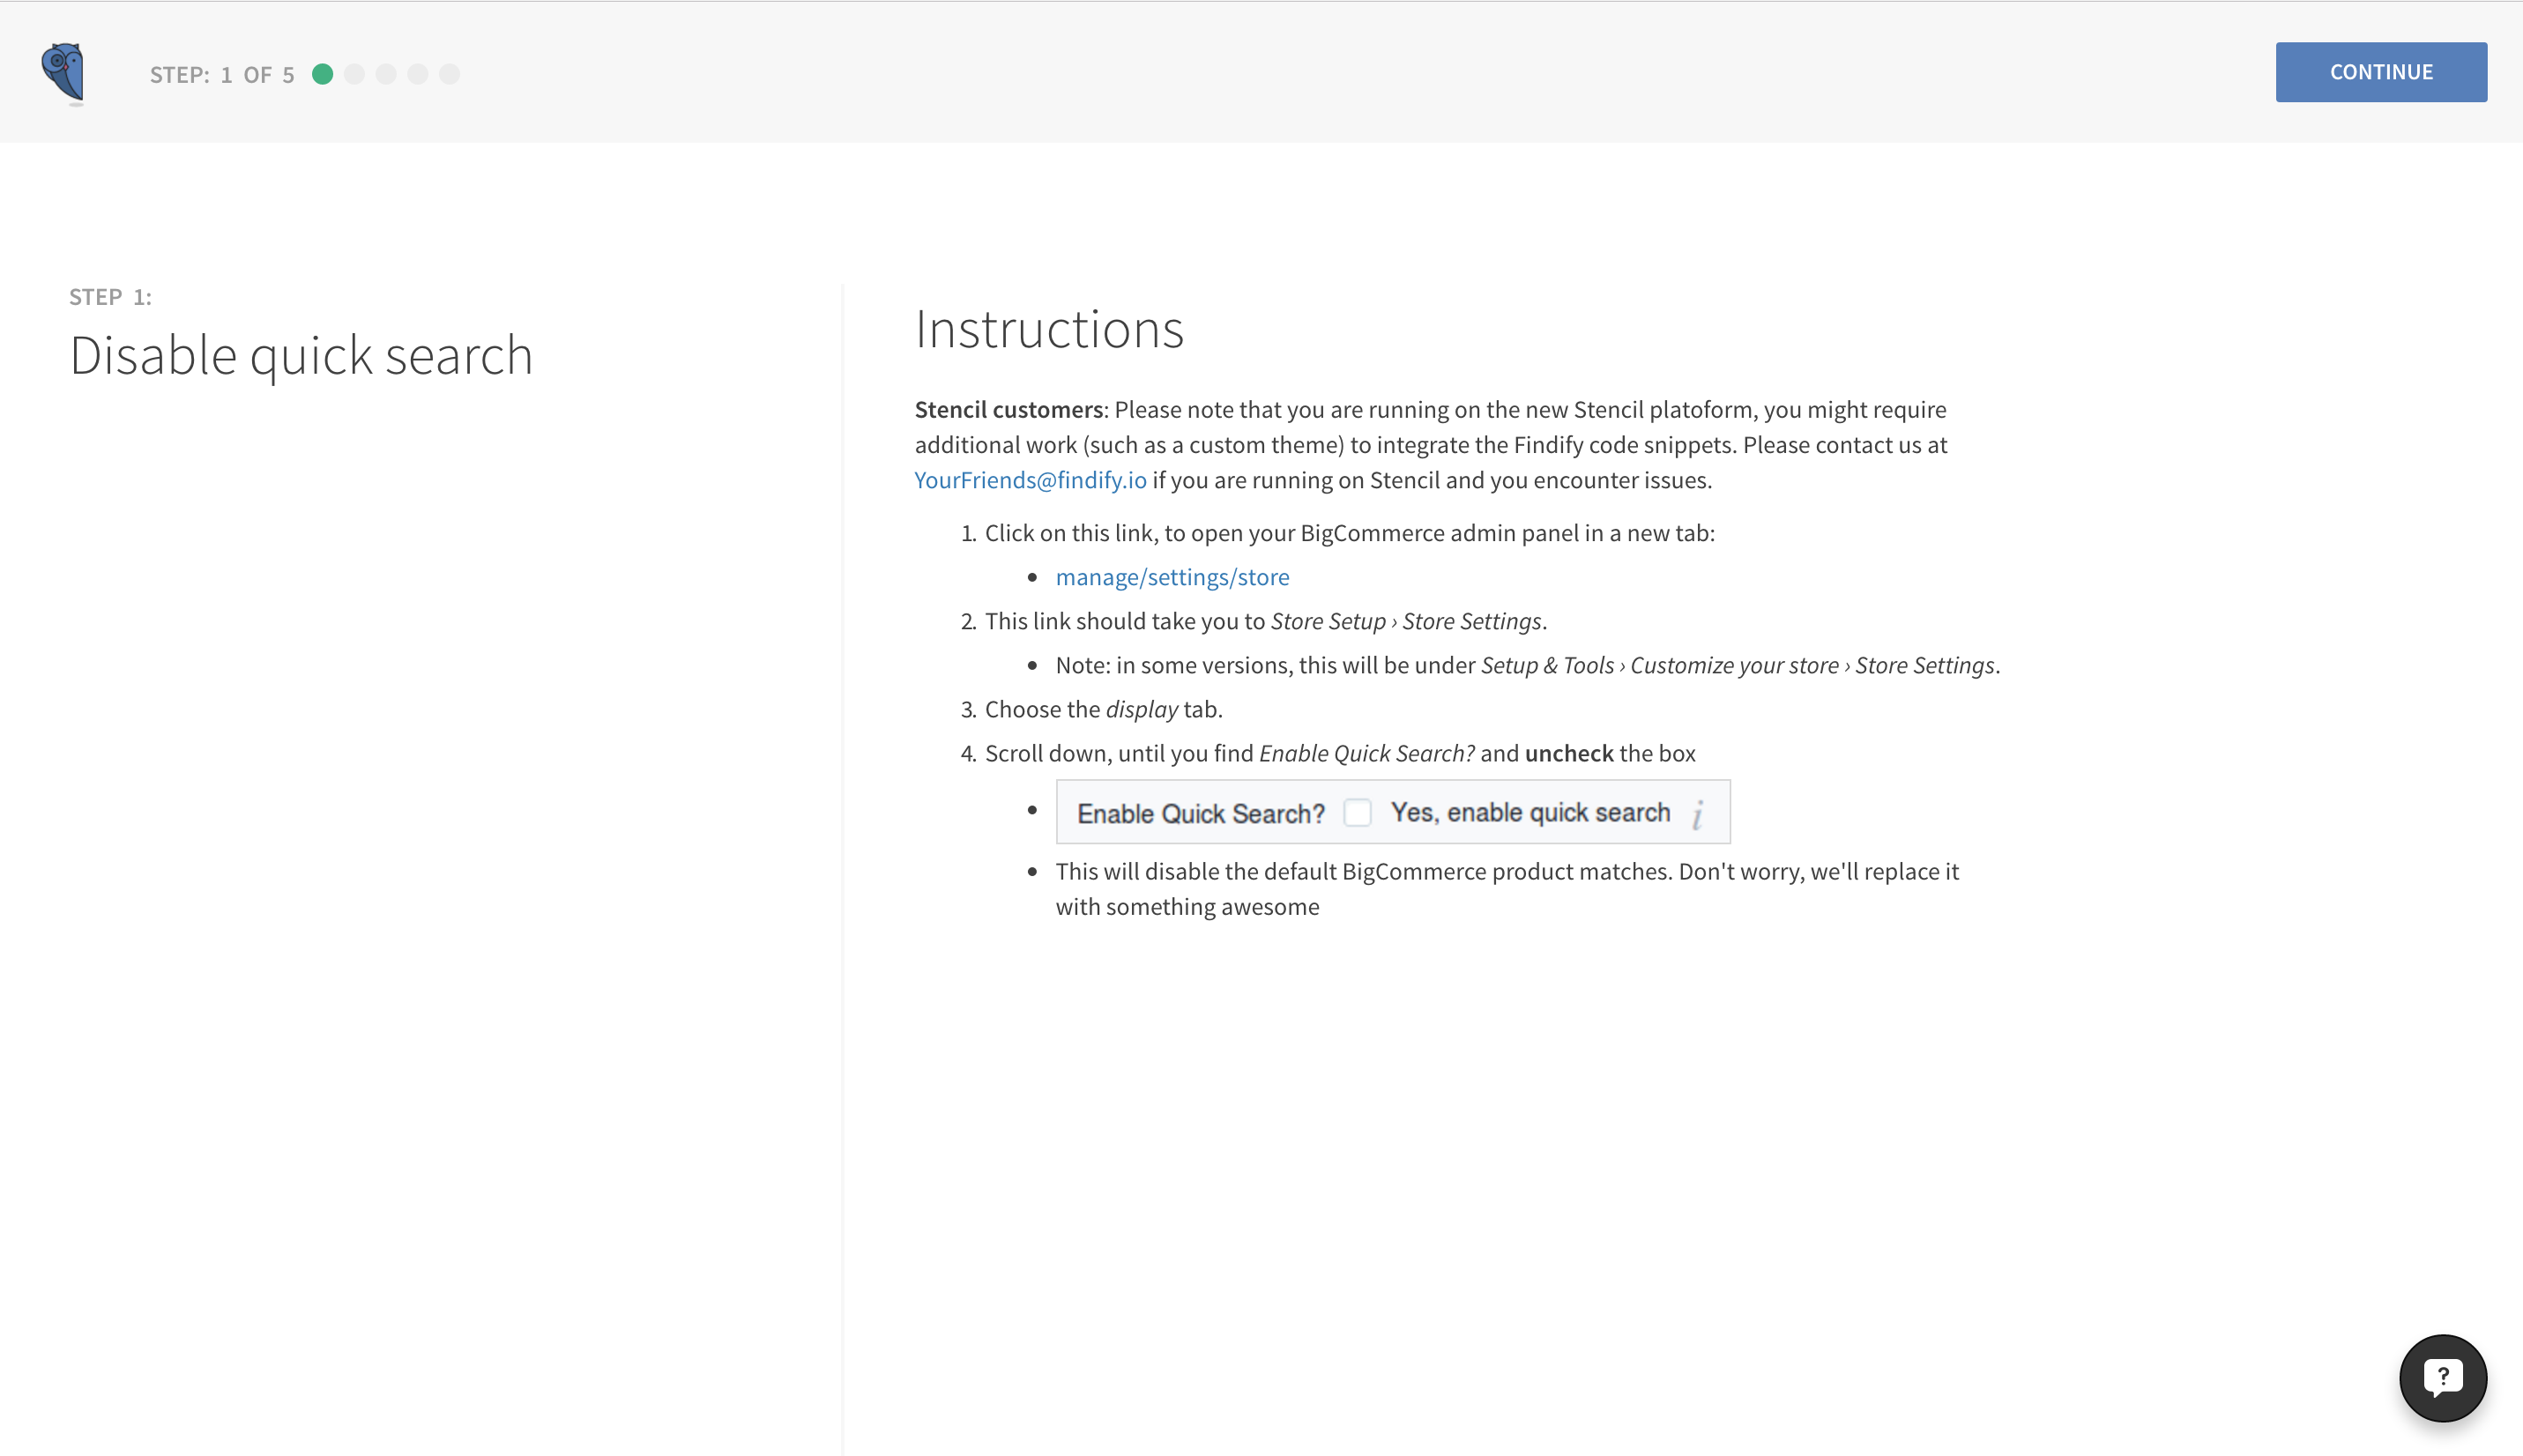 STEP: 1 OF 5
CONTINUE
STEP 1:
Disable quick search
Instructions
Stencil customers: Please note that you are running on the new Stencil platoform, you might require
additional work (such as a custom theme) to integrate the Findify code snippets. Please contact us at
YourFriends@findify.io if you are running on Stencil and you encounter issues.
1. Click on this link, to open your BigCommerce admin panel in a new tab:
• manage/settings/store
2. This link should take you to Store Setup › Store Settings.
• Note: in some versions, this will be under Setup & Tools › Customize your store › Store Settings.
3. Choose the display tab.
4. Scroll down, until you find Enable Quick Search? and uncheck the box
• Enable Quick Search? Yes, enable quick search i
• This will disable the default BigCommerce product matches. Don't worry, we'll replace it
with something awesome
?